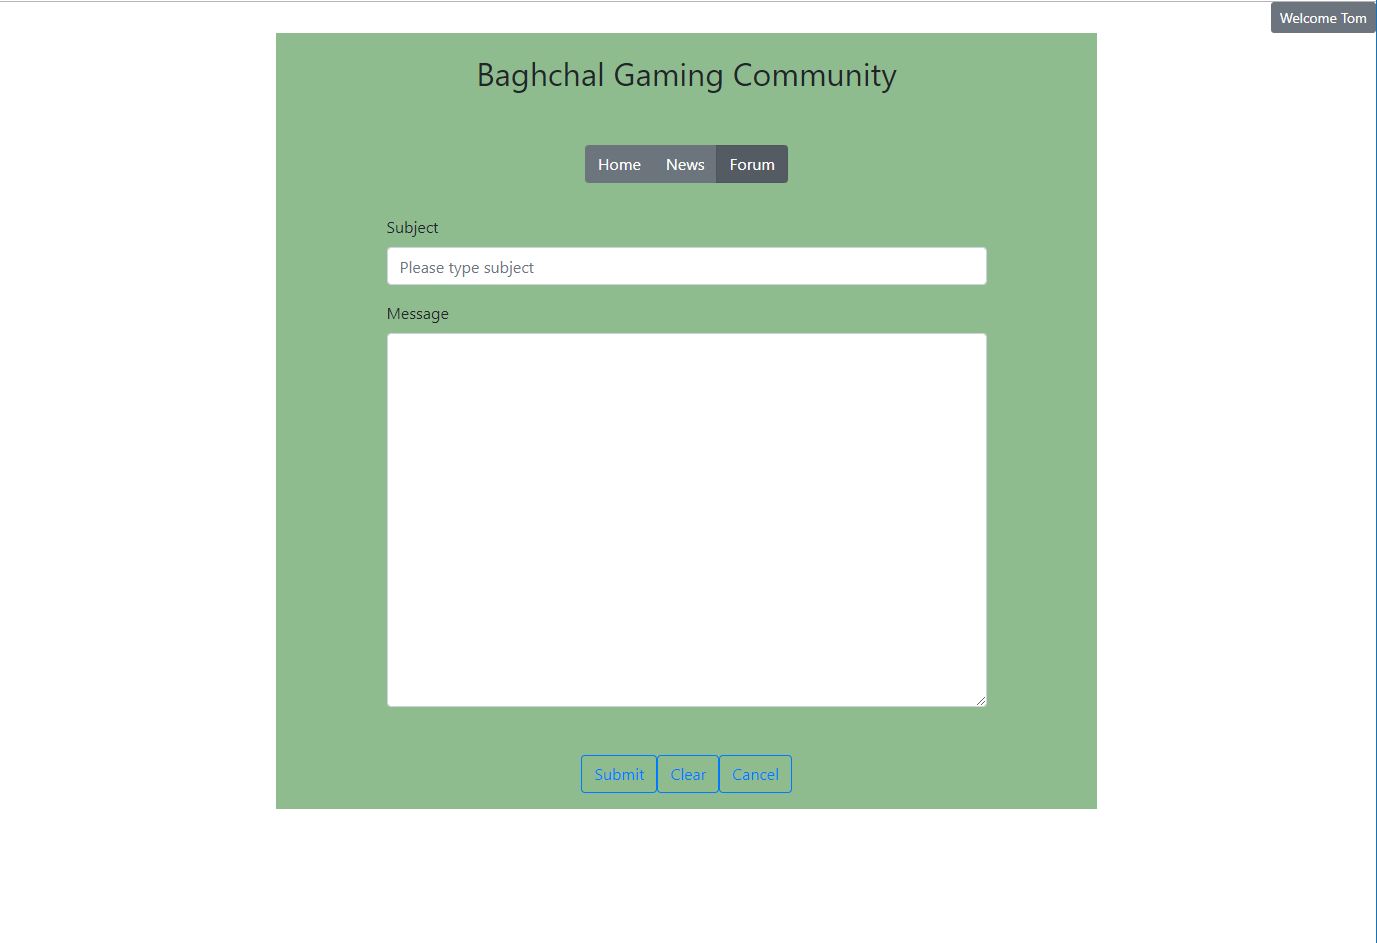 Welcome Tom
Baghchal Gaming Community
Home News Forum
Subject
Please type subject
Message
Submit Clear Cancel